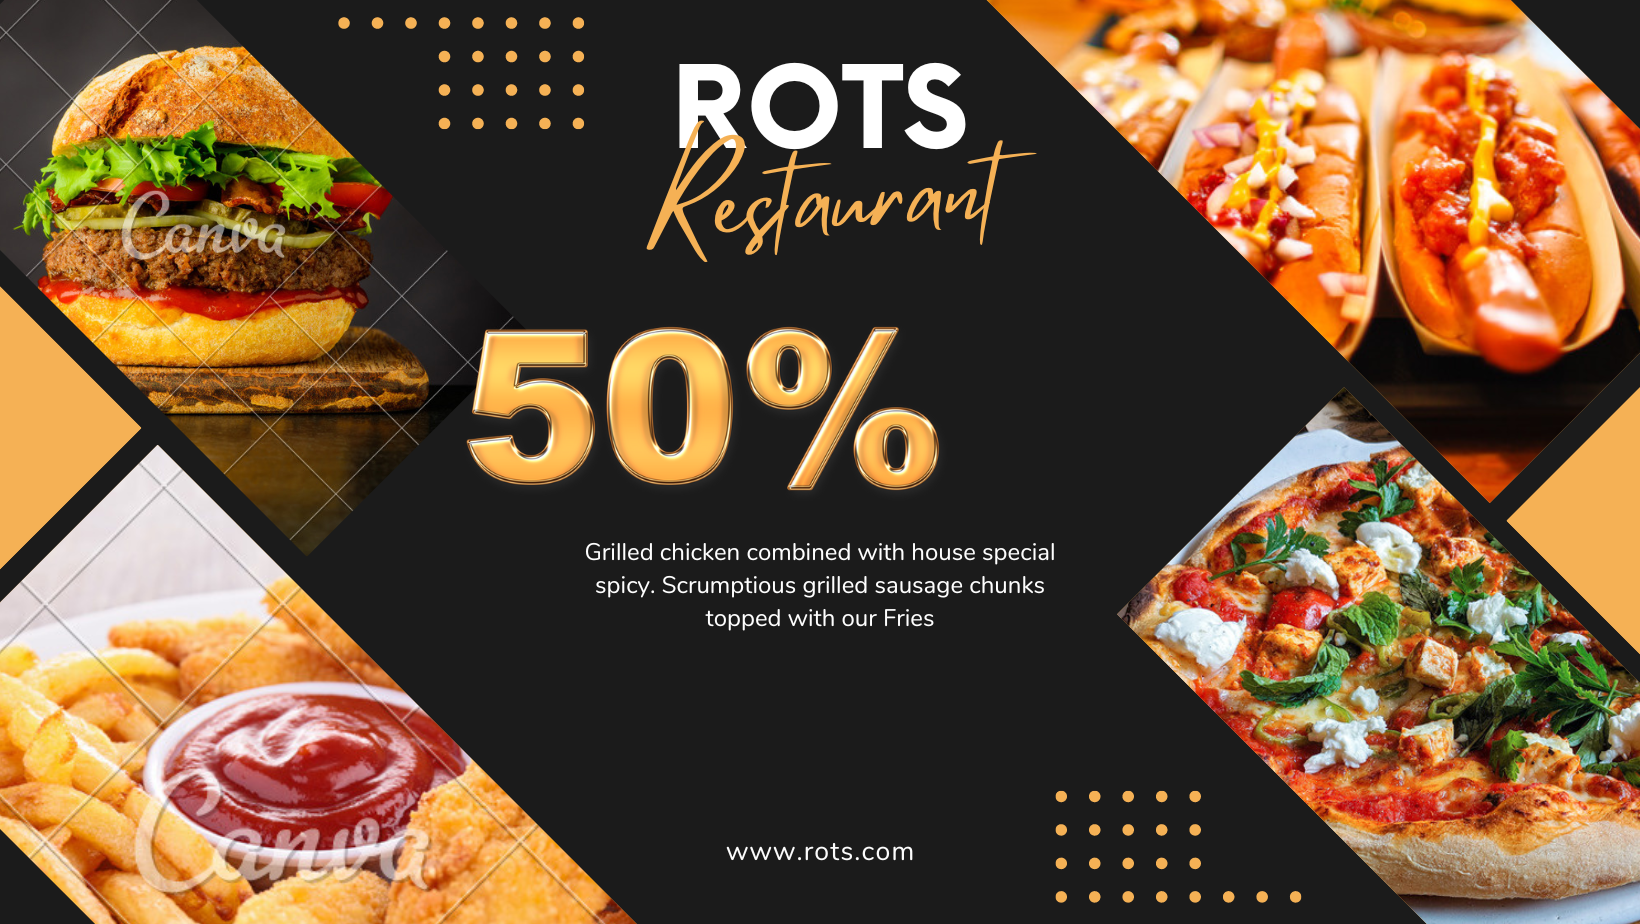 ROTS
Restaurant
Canva
50%
Grilled chicken combined with house special
spicy. Scrumptious grilled sausage chunks
topped with our Fries
Canva
www.rots.com